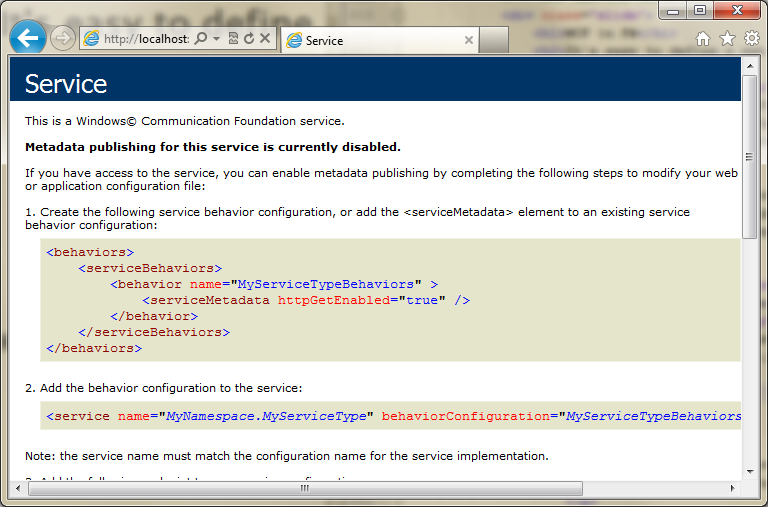 it's easy to define
http://localhost:
Service
Service
This is a Windows© Communication Foundation service.
Metadata publishing for this service is currently disabled.
If you have access to the service, you can enable metadata publishing by completing the following steps to modify your web
or application configuration file:
1. Create the following service behavior configuration, or add the <serviceMetadata> element to an existing service
behavior configuration:
<behaviors>
<serviceBehaviors>
<behavior name="MyServiceTypeBehaviors" >
<serviceMetadata httpGetEnabled="true" />
</behavior>
</serviceBehaviors>
</behaviors>
2. Add the behavior configuration to the service:
<service name="MyNamespace.MyServiceType" behaviorConfiguration="MyServiceTypeBehaviors
Note: the service name must match the configuration name for the service implementation.